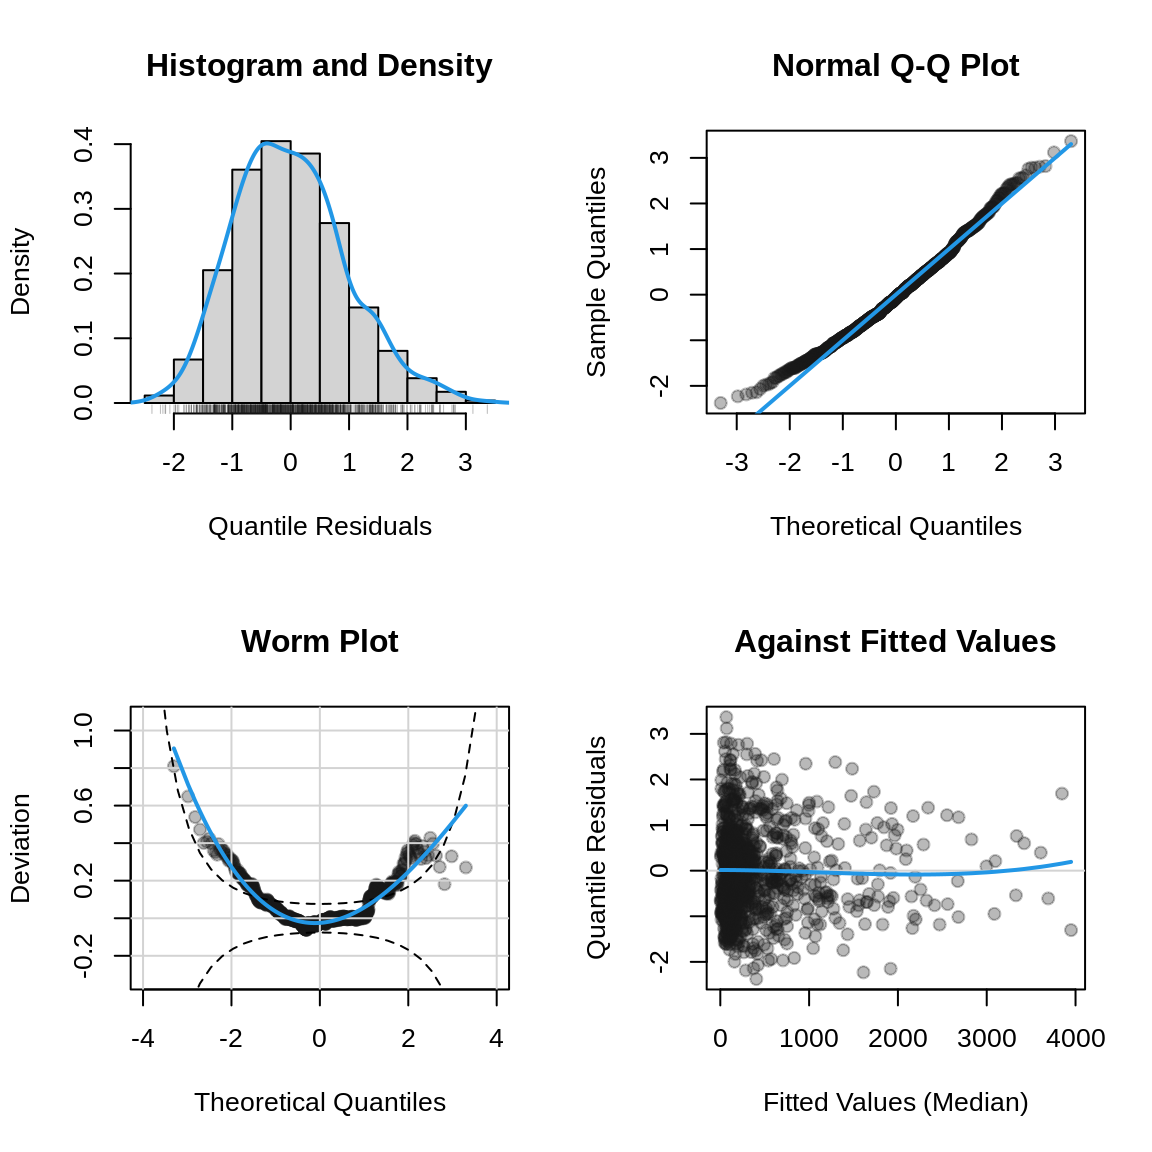 Histogram and Density
0.0 0.1 0.2 0.3 0.4
Density
-2 -1 0 1 2 3
Quantile Residuals
Normal Q-Q Plot
-2 0 1 2 3
Sample Quantiles
-3 -2 -1 0 1 2 3
Theoretical Quantiles
Worm Plot
-0.2 0.2 0.6 1.0
Deviation
-4 -2 0 2 4
Theoretical Quantiles
Against Fitted Values
-2 0 1 2 3
Quantile Residuals
0 1000 2000 3000 4000
Fitted Values (Median)